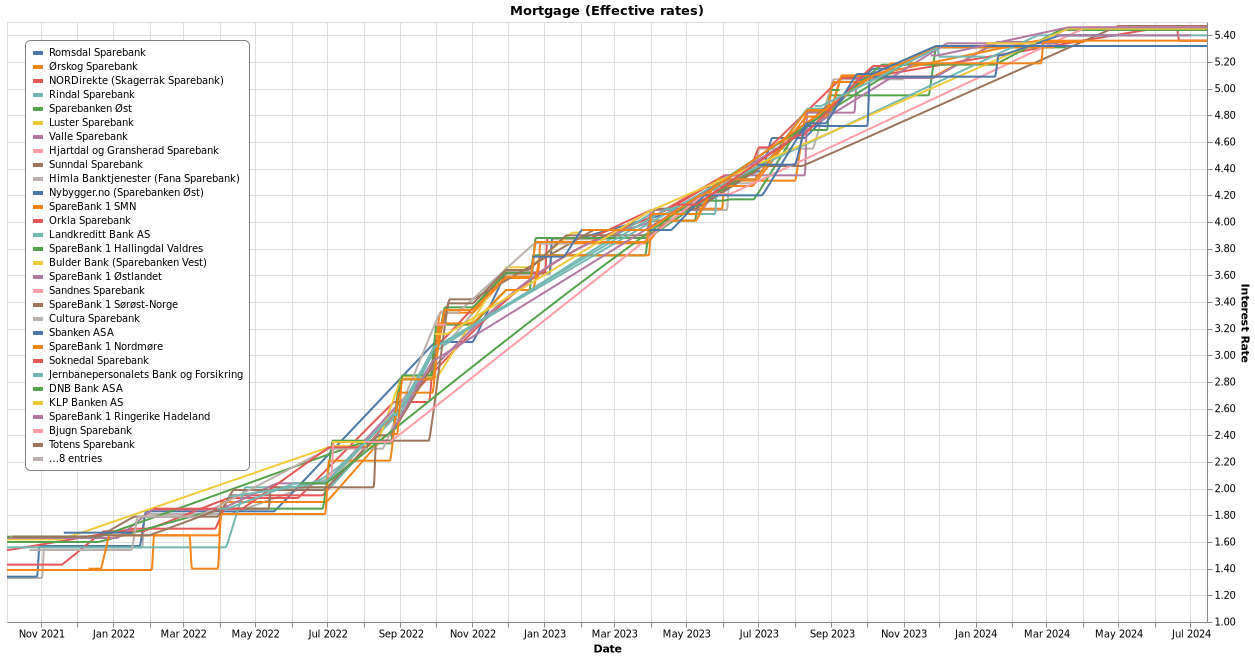 Mortgage (Effective rates)
Romsdal Sparebank
Ørskog Sparebank
NORDirekte (Skagerrak Sparebank)
Rindal Sparebank
Sparebanken Øst
Luster Sparebank
Valle Sparebank
Hjartdal og Gransherad Sparebank
Sunndal Sparebank
Himla Banktjenester (Fana Sparebank)
Nybygger.no (Sparebanken Øst)
SpareBank 1 SMN
Orkla Sparebank
Landkreditt Bank AS
SpareBank 1 Hallingdal Valdres
Bulder Bank (Sparebanken Vest)
SpareBank 1 Østlandet
Sandnes Sparebank
SpareBank 1 Sørøst-Norge
Cultura Sparebank
Sbanken ASA
SpareBank 1 Nordmøre
Soknedal Sparebank
Jernbanepersonalets Bank og Forsikring
DNB Bank ASA
KLP Banken AS
SpareBank 1 Ringerike Hadeland
Bjugn Sparebank
Totens Sparebank
...8 entries
5.40
5.20
5.00
4.80
4.60
4.40
4.20
4.00
3.80
3.60
3.40
3.20
3.00
2.80
2.60
2.40
2.20
2.00
1.80
1.60
1.40
1.20
1.00
Interest Rate
Nov 2021 Jan 2022 Mar 2022 May 2022 Jul 2022 Sep 2022 Nov 2022 Jan 2023 Mar 2023 May 2023 Jul 2023 Sep 2023 Nov 2023 Jan 2024 Mar 2024 May 2024 Jul 2024
Date